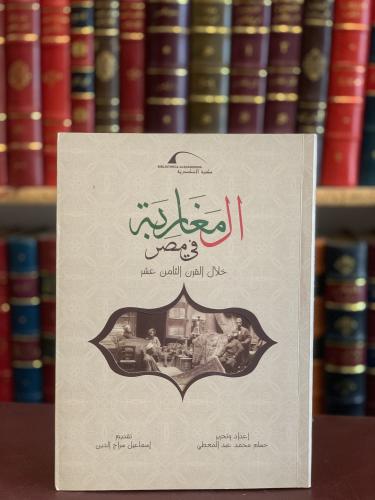 BIBLIOTHECA ALEXANDRINA
مكتبة الإسكندرية
المغاربة
في مصر
خلال القرن الثامن عشر
إعداد وتحرير
حسام محمد عبد المعطي
تقديم
إسماعيل سراج الدين